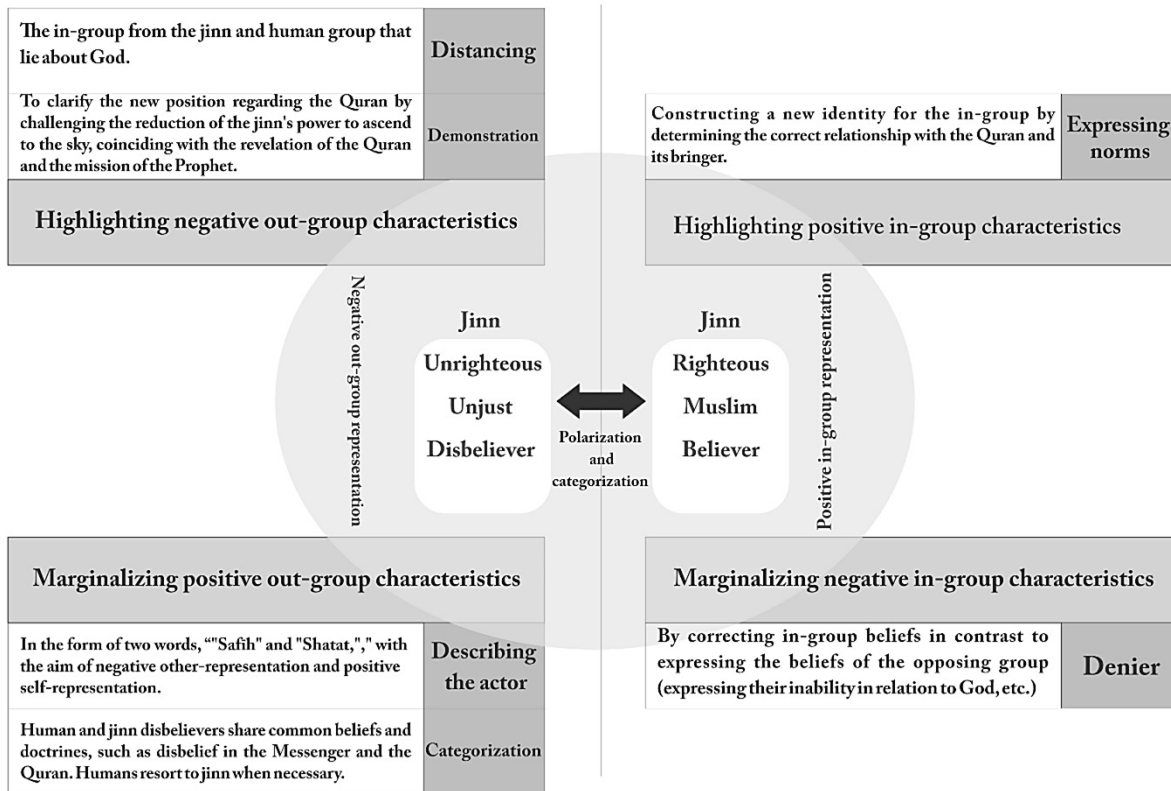 The in-group from the jinn and human group that
lie about God.
Distancing
To clarify the new position regarding the Quran by
challenging the reduction of the jinn's power to ascend
to the sky, coinciding with the revelation of the Quran
and the mission of the Prophet.
Demonstration
Highlighting negative out-group characteristics
Constructing a new identity for the in-group by
determining the correct relationship with the Quran and
its bringer.
Expressing
norms
Highlighting positive in-group characteristics
Negative out-group representation
Jinn
Unrighteous
Unjust
Disbeliever
Polarization
and
categorization
Jinn
Righteous
Muslim
Believer
Positive in-group representation
Marginalizing positive out-group characteristics
In the form of two words, “"Safih" and "Shatat,"," with
the aim of negative other-representation and positive
self-representation.
Describing
the actor
Human and jinn disbelievers share common beliefs and
doctrines, such as disbelief in the Messenger and the
Quran. Humans resort to jinn when necessary.
Categorization
Marginalizing negative in-group characteristics
By correcting in-group beliefs in contrast to
expressing the beliefs of the opposing group
(expressing their inability in relation to God, etc.)
Denier